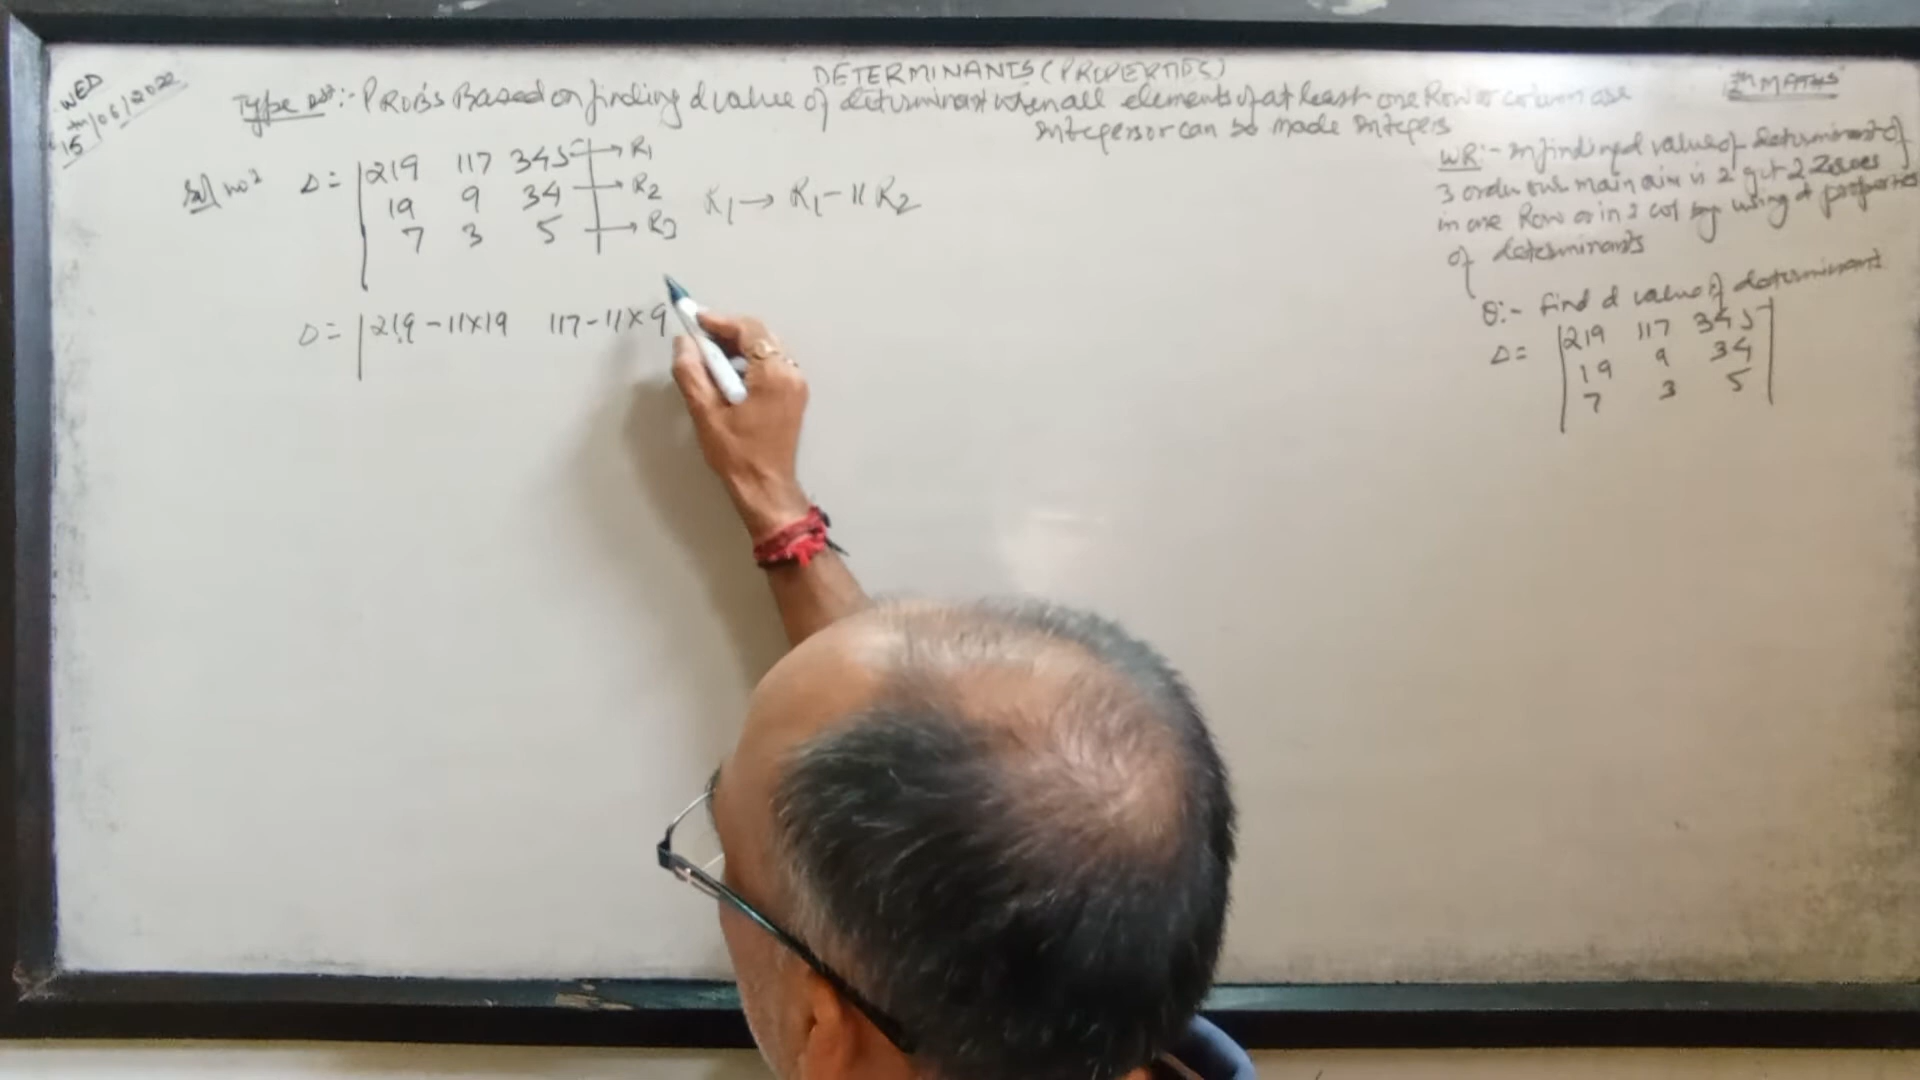 DETERMINANTS (PROPERTIES)
WED
15/06/2022
Type Ist:- PROBS Based on finding d value of determinant when all elements of at least one Row or column are
integers or can be made integers
MATHS
Sol no 2 Δ = | 219 117 345 → R1
19 9 34 → R2
7 3 5 → R3
R1 → R1 - 11 R2
Δ = | 219 - 11×19 117 - 11×9
WR:- In finding d value of determinant of
3 order our main aim is 2 get 2 zeroes
in one Row or in 1 col by using d properties
of determinants
Q:- find d value of determinant
Δ = | 219 117 345 |
19 9 34
7 3 5